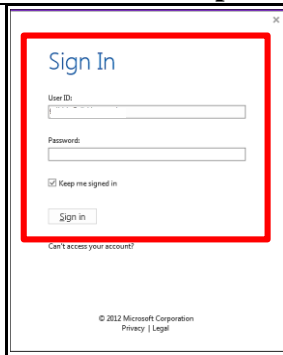 Sign In
User ID:
Password:
Keep me signed in
Sign in
Can't access your account?
© 2012 Microsoft Corporation
Privacy | Legal